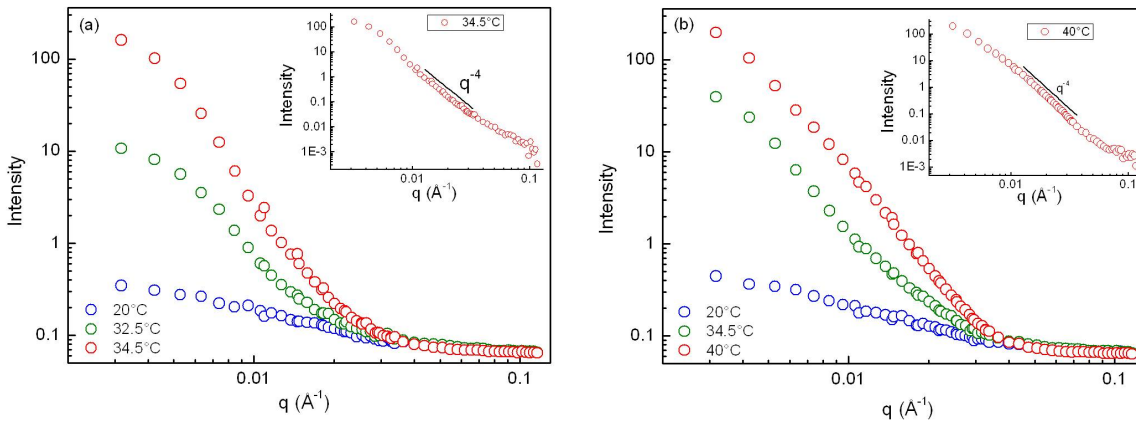 (a)
Intensity
100
10
1
0.1
0.01
0.1
q (Å⁻¹)
20°C
32.5°C
34.5°C
34.5°C
Intensity
100
10
1
0.1
0.01
1E-3
q⁻⁴
0.01
0.1
q (Å⁻¹)
(b)
Intensity
100
10
1
0.1
0.01
0.1
q (Å⁻¹)
20°C
34.5°C
40°C
40°C
Intensity
100
10
1
0.1
0.01
1E-3
q⁻⁴
0.01
0.1
q (Å⁻¹)